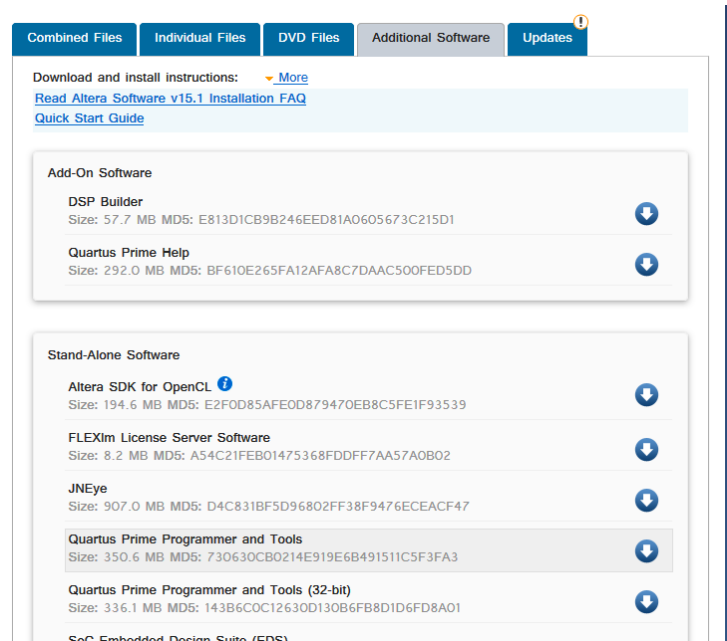 Combined Files Individual Files DVD Files Additional Software Updates
Download and install instructions: More
Read Altera Software v15.1 Installation FAQ
Quick Start Guide
Add-On Software
DSP Builder
Size: 57.7 MB MD5: E813D1CB9B246EED81A0605673C215D1
Quartus Prime Help
Size: 292.0 MB MD5: BF610E265FA12AFA8C7DAAC500FED5DD
Stand-Alone Software
Altera SDK for OpenCL
Size: 194.6 MB MD5: E2F0D85AFE0D879470EB8C5FE1F93539
FLEXlm License Server Software
Size: 8.2 MB MD5: A54C21FEB01475368FDDFF7AA57A0B02
JNEye
Size: 907.0 MB MD5: D4C831BF5D96802FF38F9476ECEACF47
Quartus Prime Programmer and Tools
Size: 350.6 MB MD5: 730630CB0214E919E6B491511C5F3FA3
Quartus Prime Programmer and Tools (32-bit)
Size: 336.1 MB MD5: 143B6C0C12630D130B6FB8D1D6FD8A01
SoC Embedded Design Suite (EDS)